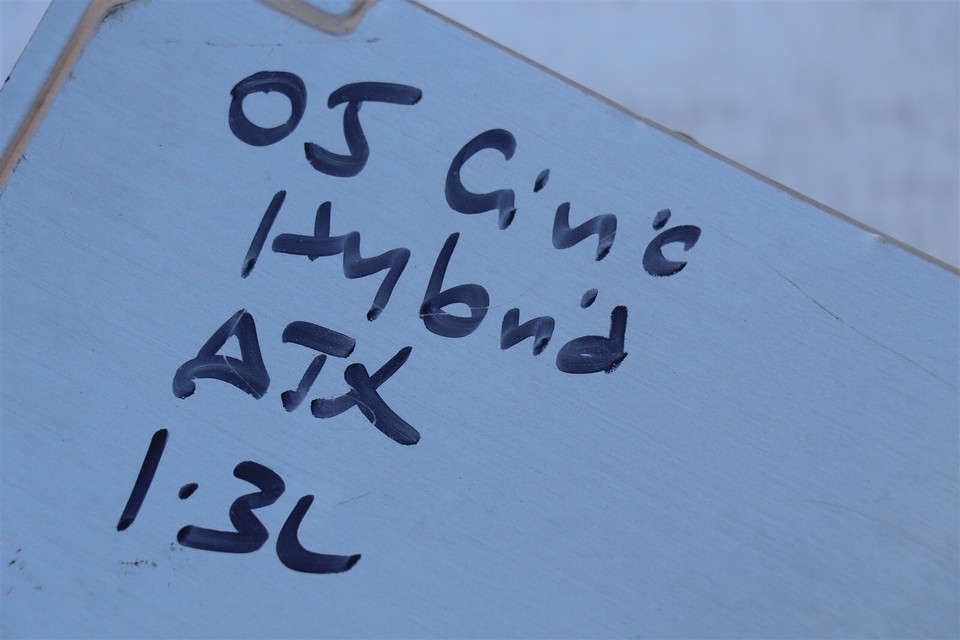 05 Civic
Hybrid
ATX
1.3L